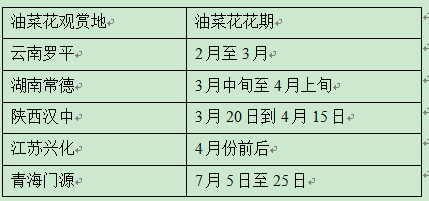 油菜花观赏地 油菜花花期
云南罗平 2月至3月
湖南常德 3月中旬至4月上旬
陕西汉中 3月20日到4月15日
江苏兴化 4月份前后
青海门源 7月5日至25日